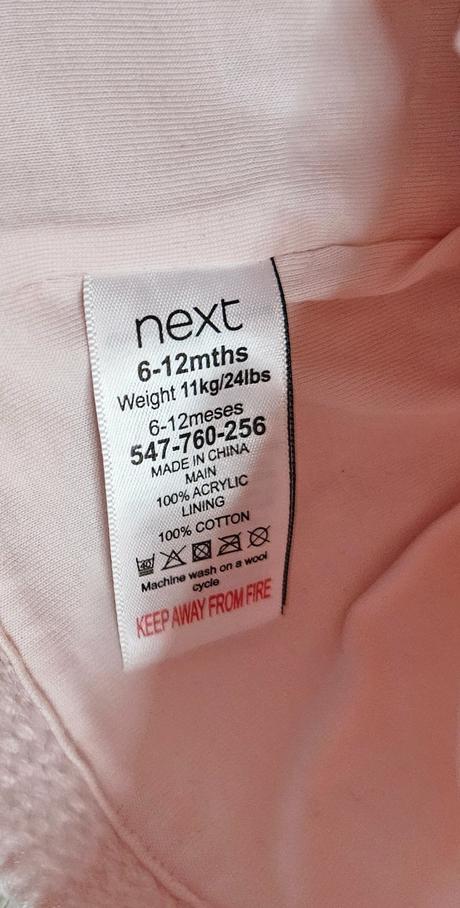 next
6-12mths
Weight 11kg/24lbs
6-12meses
547-760-256
MADE IN CHINA
MAIN
100% ACRYLIC
LINING
100% COTTON
40
Machine wash on a wool
cycle
KEEP AWAY FROM FIRE